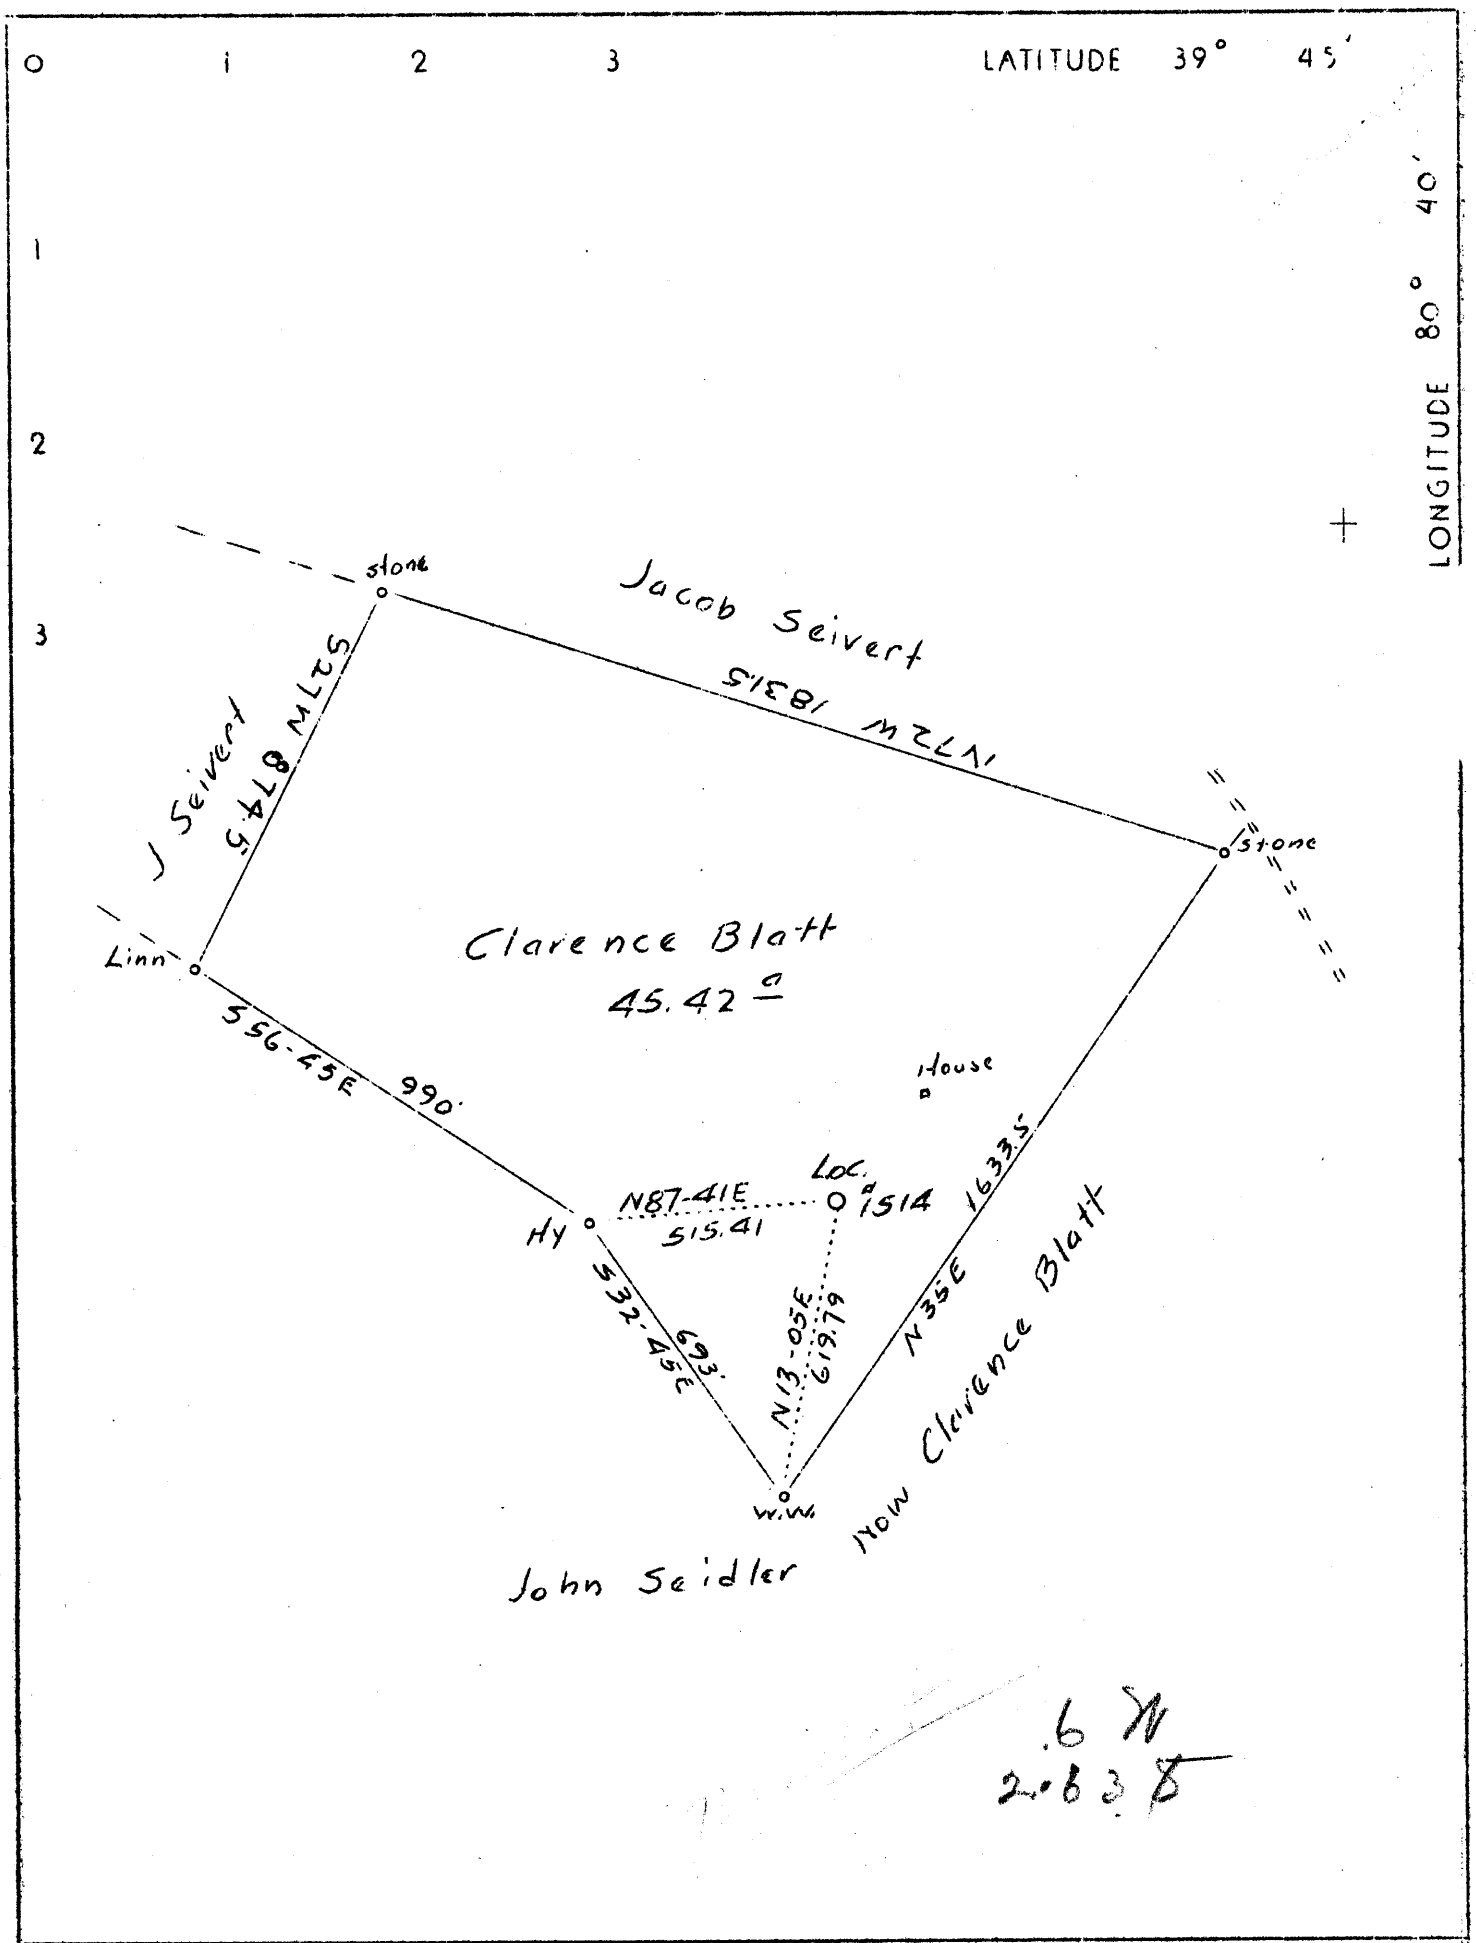 0 1 2 3 LATITUDE 39° 45'
LONGITUDE 80° 40'
1
2
3
stone
Jacob Seivert
N72W 1831.5
S27W 874.5
J Seivert
stone
Linn
Clarence Blatt
45.42 a
S56-45E 990'
House
Loc.
#1514
N87-41E
515.41
Hy
S32-45E
693'
N13-05E
619.79
N35E 1633.5
Now Clarence Blatt
W.W.
John Seidler
.6 W
2.63 S